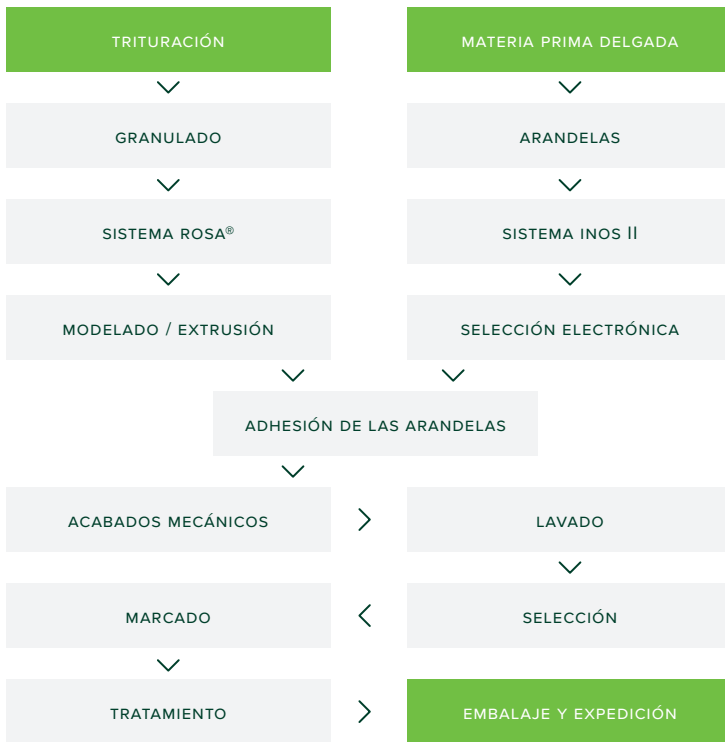 TRITURACIÓN
MATERIA PRIMA DELGADA
GRANULADO
ARANDELAS
SISTEMA ROSA®
SISTEMA INOS II
MODELADO / EXTRUSIÓN
SELECCIÓN ELECTRÓNICA
ADHESIÓN DE LAS ARANDELAS
ACABADOS MECÁNICOS
LAVADO
MARCADO
SELECCIÓN
TRATAMIENTO
EMBALAJE Y EXPEDICIÓN